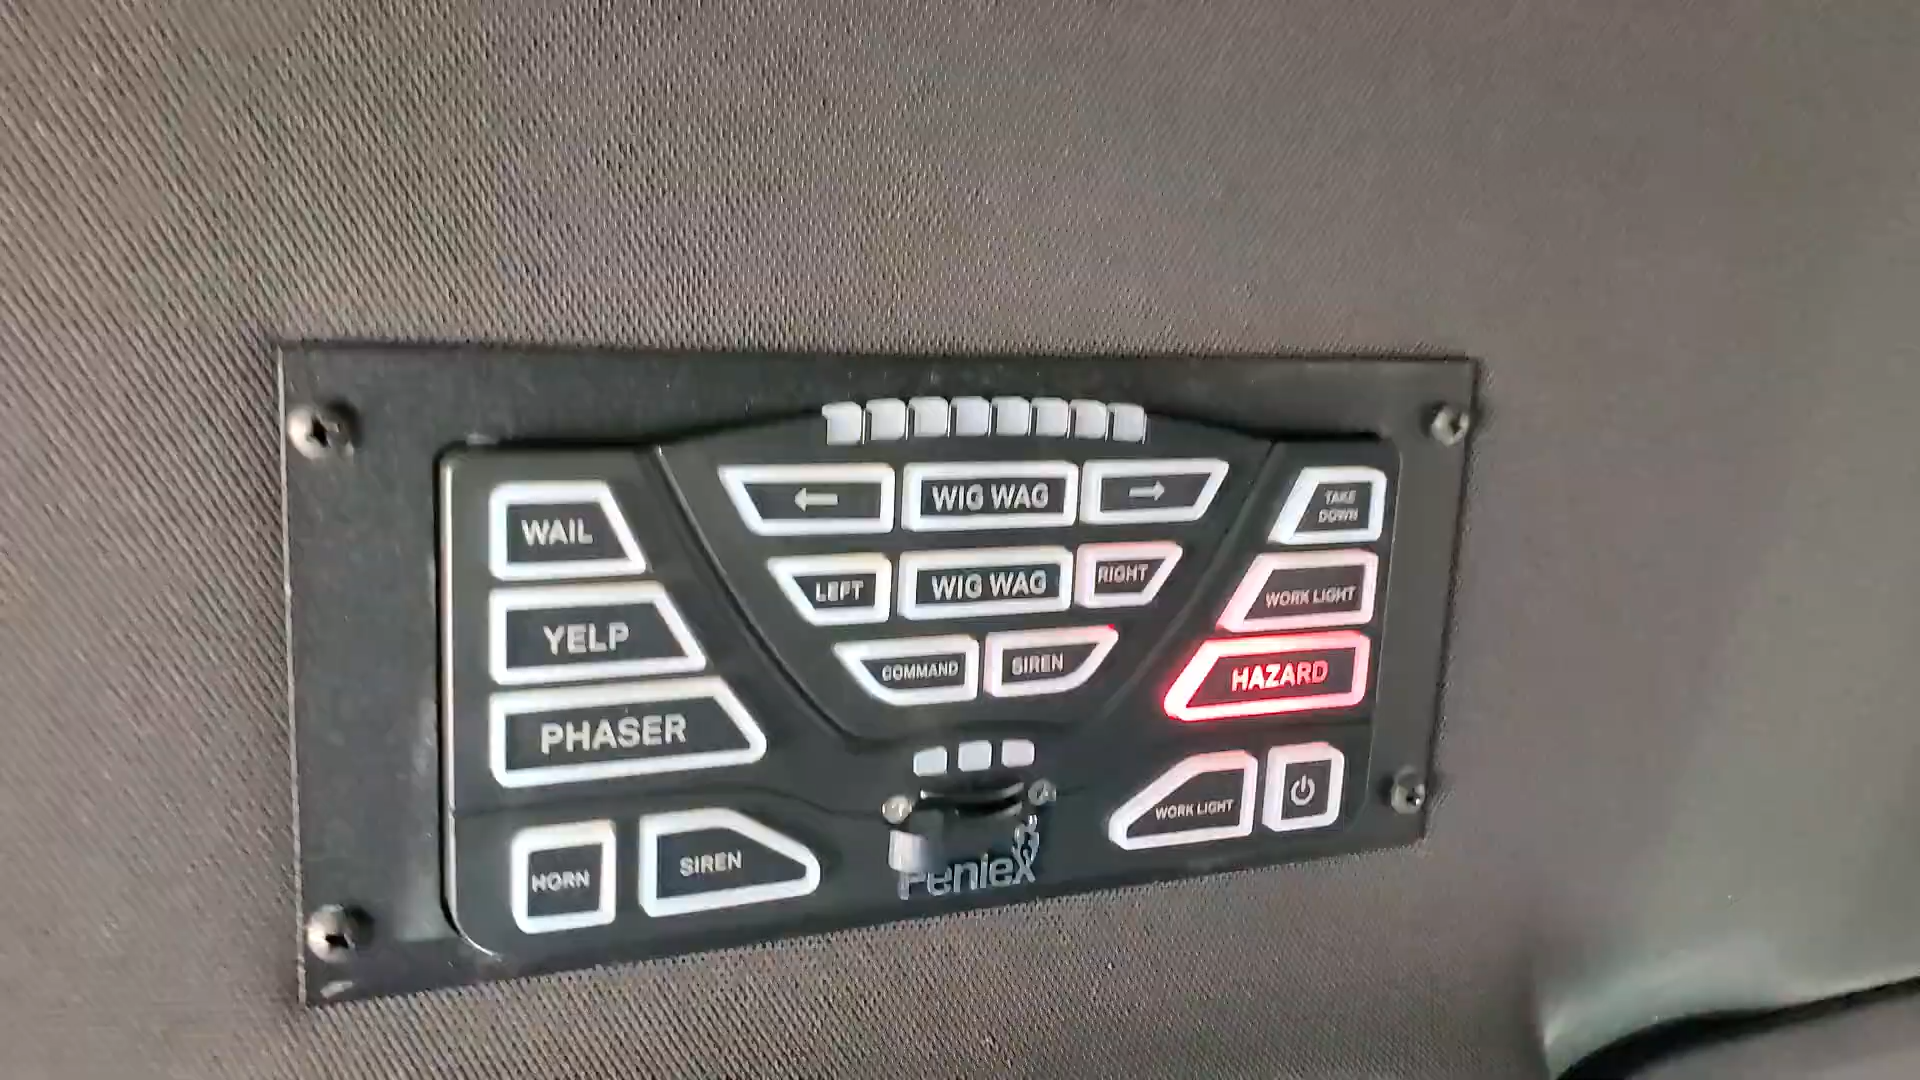 WAIL
YELP
PHASER
HORN
SIREN
← WIG WAG →
LEFT WIG WAG RIGHT
COMMAND SIREN
Feniex
TAKE
DOWN
WORK LIGHT
HAZARD
WORK LIGHT